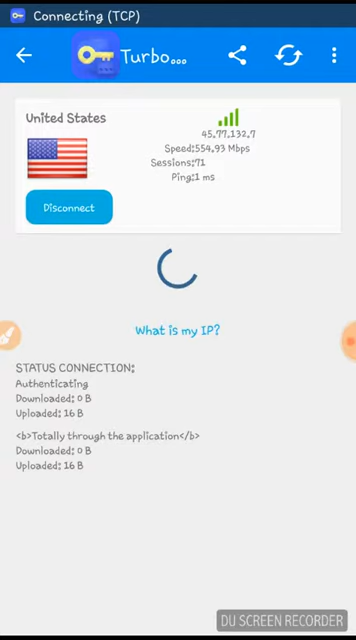 Connecting (TCP)
Turbo...
United States
45.77.132.7
Speed:554.93 Mbps
Sessions:71
Ping:1 ms
Disconnect
What is my IP?
STATUS CONNECTION:
Authenticating
Downloaded: 0 B
Uploaded: 16 B
<b>Totally through the application</b>
Downloaded: 0 B
Uploaded: 16 B
DU SCREEN RECORDER